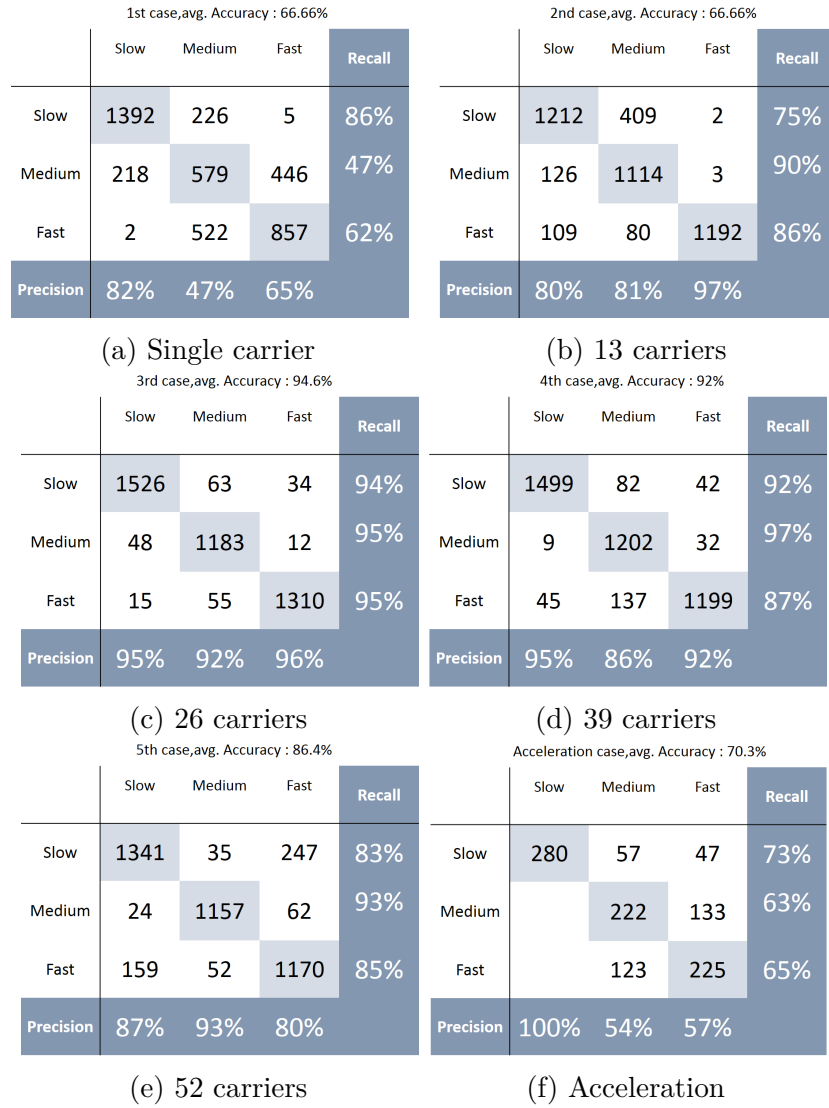 1st case,avg. Accuracy : 66.66%
Slow Medium Fast Recall
Slow 1392 226 5 86%
Medium 218 579 446 47%
Fast 2 522 857 62%
Precision 82% 47% 65%
(a) Single carrier
2nd case,avg. Accuracy : 66.66%
Slow Medium Fast Recall
Slow 1212 409 2 75%
Medium 126 1114 3 90%
Fast 109 80 1192 86%
Precision 80% 81% 97%
(b) 13 carriers
3rd case,avg. Accuracy : 94.6%
Slow Medium Fast Recall
Slow 1526 63 34 94%
Medium 48 1183 12 95%
Fast 15 55 1310 95%
Precision 95% 92% 96%
(c) 26 carriers
4th case,avg. Accuracy : 92%
Slow Medium Fast Recall
Slow 1499 82 42 92%
Medium 9 1202 32 97%
Fast 45 137 1199 87%
Precision 95% 86% 92%
(d) 39 carriers
5th case,avg. Accuracy : 86.4%
Slow Medium Fast Recall
Slow 1341 35 247 83%
Medium 24 1157 62 93%
Fast 159 52 1170 85%
Precision 87% 93% 80%
(e) 52 carriers
Acceleration case,avg. Accuracy : 70.3%
Slow Medium Fast Recall
Slow 280 57 47 73%
Medium 222 133 63%
Fast 123 225 65%
Precision 100% 54% 57%
(f) Acceleration